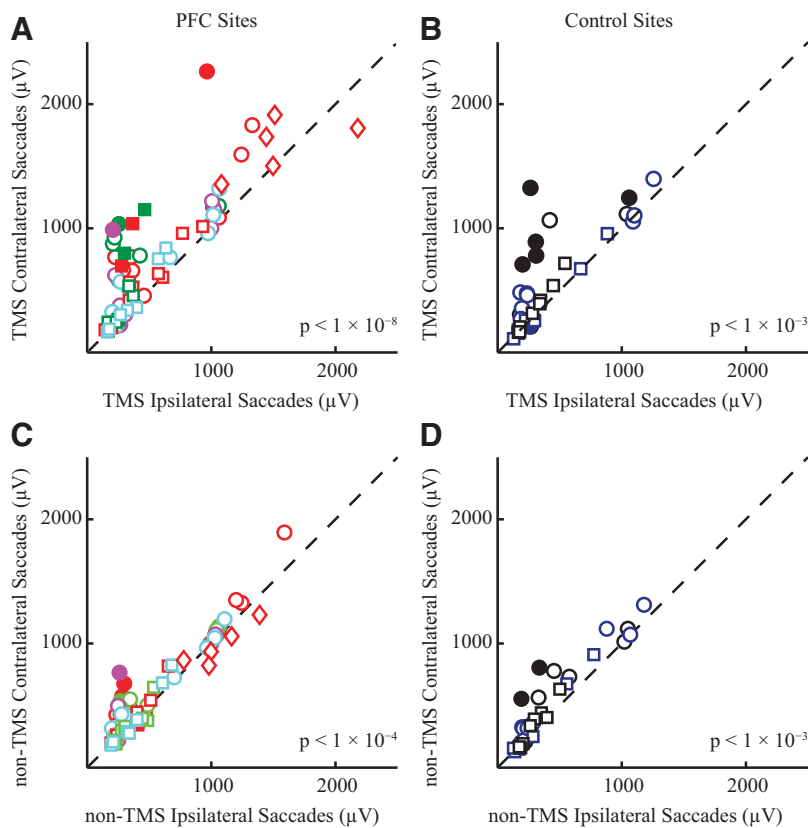 A
PFC Sites
TMS Contralateral Saccades (μV)
2000
1000
p < 1 × 10⁻⁸
1000
2000
TMS Ipsilateral Saccades (μV)
B
Control Sites
TMS Contralateral Saccades (μV)
2000
1000
p < 1 × 10⁻³
1000
2000
TMS Ipsilateral Saccades (μV)
C
non-TMS Contralateral Saccades (μV)
2000
1000
p < 1 × 10⁻⁴
1000
2000
non-TMS Ipsilateral Saccades (μV)
D
non-TMS Contralateral Saccades (μV)
2000
1000
p < 1 × 10⁻³
1000
2000
non-TMS Ipsilateral Saccades (μV)